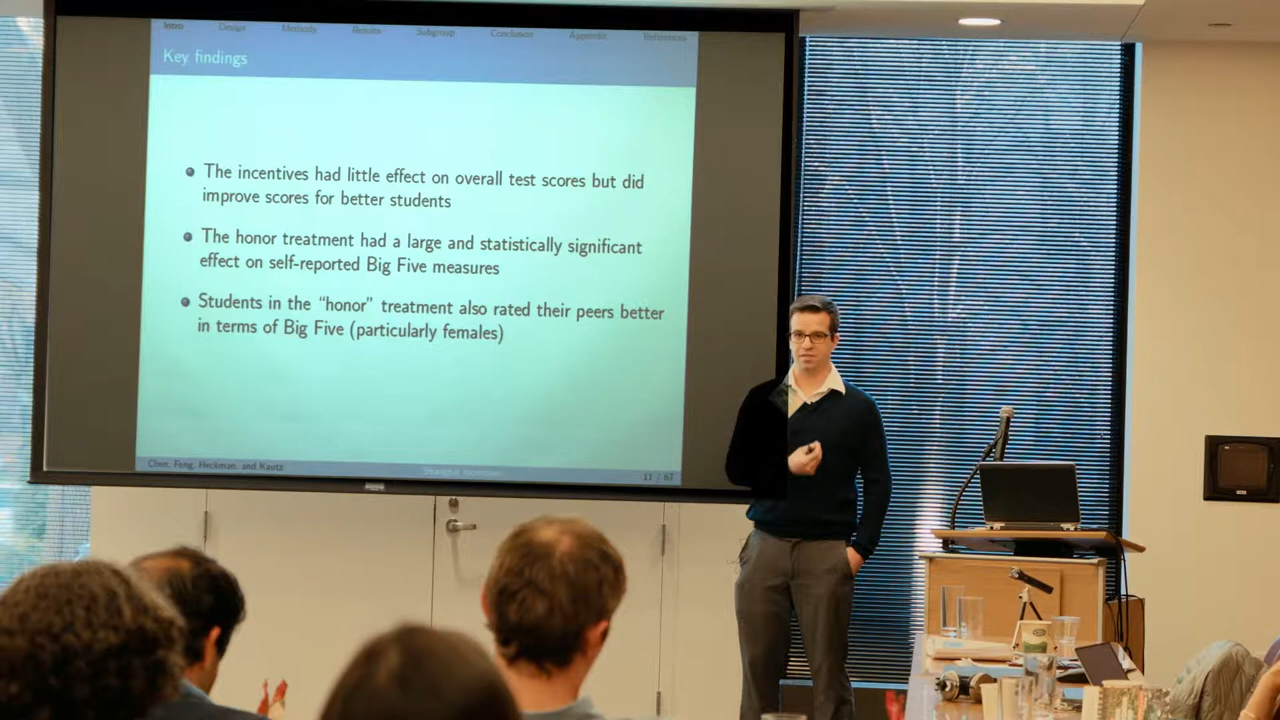 Intro Design Methods Results Subgroup Conclusion Appendix References
Key findings
The incentives had little effect on overall test scores but did
improve scores for better students
The honor treatment had a large and statistically significant
effect on self-reported Big Five measures
Students in the “honor” treatment also rated their peers better
in terms of Big Five (particularly females)
Chen, Feng, Heckman, and Kautz
11 / 67